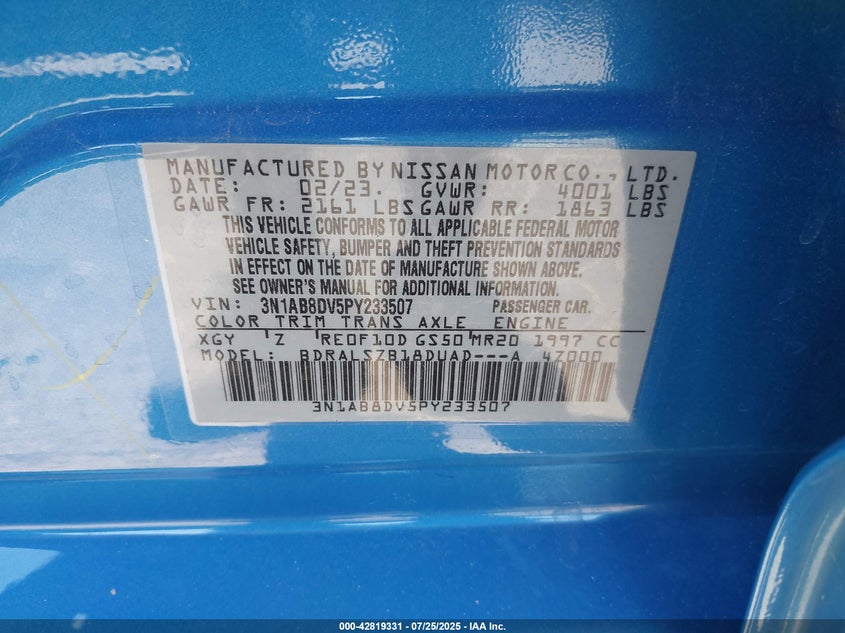 MANUFACTURED BY NISSAN MOTOR CO., LTD.
DATE: 02/23. GVWR: 4001 LBS
GAWR FR: 2161 LBS GAWR RR: 1863 LBS
THIS VEHICLE CONFORMS TO ALL APPLICABLE FEDERAL MOTOR
VEHICLE SAFETY, BUMPER AND THEFT PREVENTION STANDARDS
IN EFFECT ON THE DATE OF MANUFACTURE SHOWN ABOVE.
SEE OWNER'S MANUAL FOR ADDITIONAL INFORMATION.
VIN: 3N1AB8DV5PY233507 PASSENGER CAR.
COLOR TRIM TRANS AXLE ENGINE
XGY Z RE0F10D GS50 MR20 1997 CC
MODEL: BDRALSZB18DUAD---A 4Z000
3N1AB8DV5PY233507
000-42819331 / 07/25/2025 - IAA Inc.